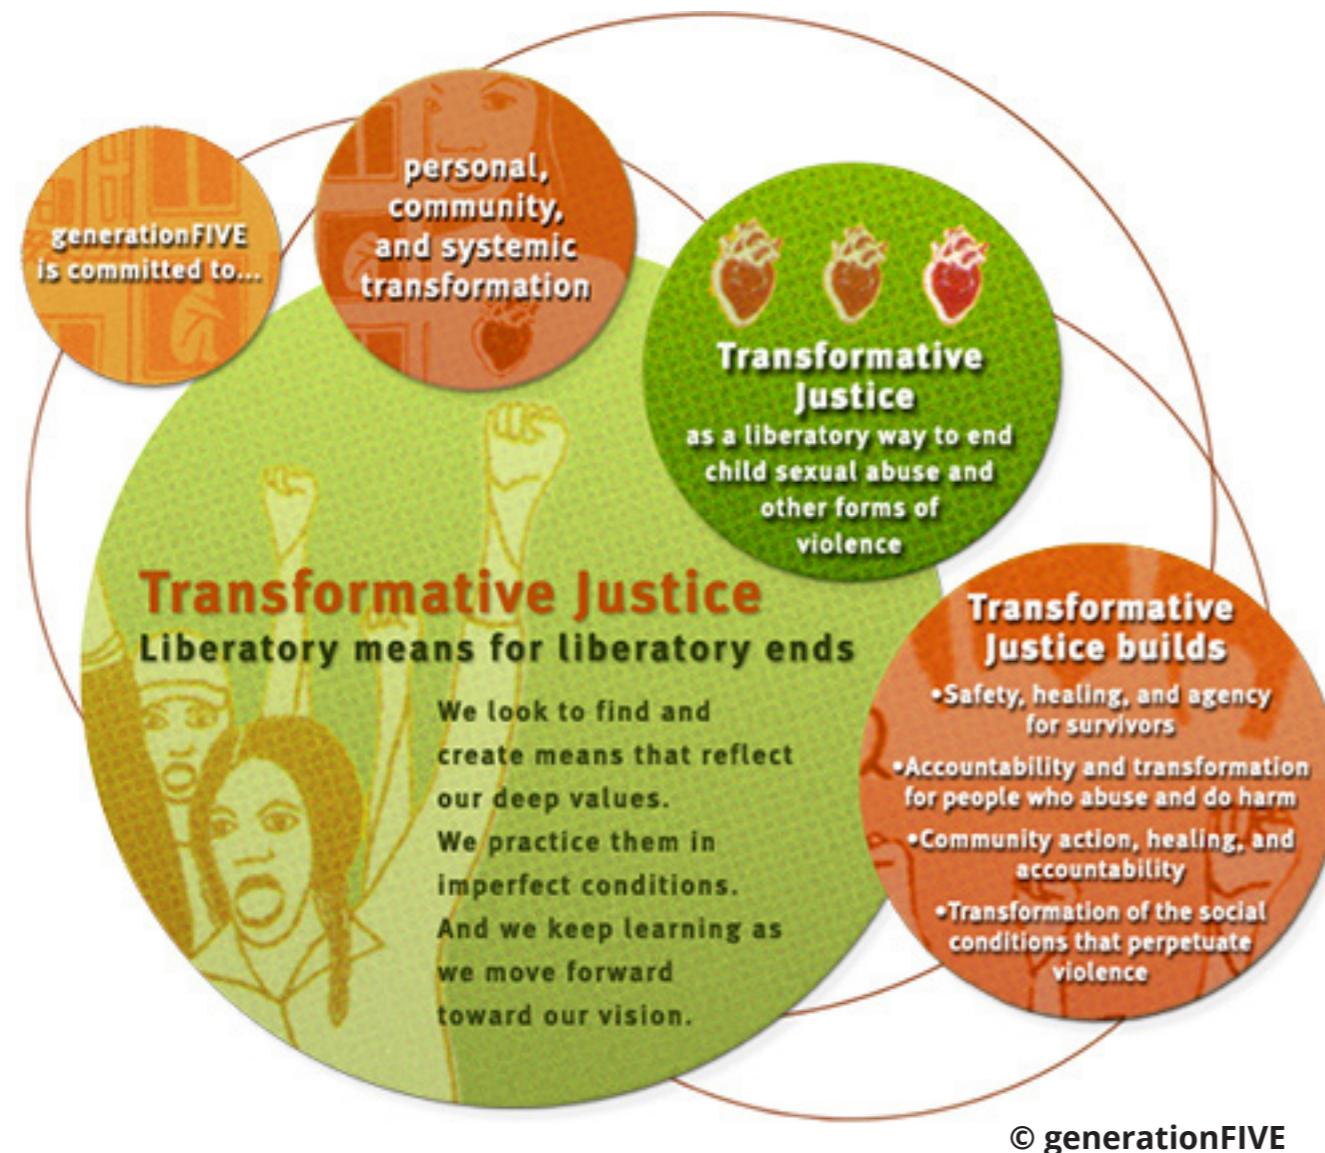 generationFIVE
is committed to...
personal,
community,
and systemic
transformation
Transformative
Justice
as a liberatory way to end
child sexual abuse and
other forms of
violence
Transformative Justice
Liberatory means for liberatory ends
We look to find and
create means that reflect
our deep values.
We practice them in
imperfect conditions.
And we keep learning as
we move forward
toward our vision.
Transformative
Justice builds
•Safety, healing, and agency
for survivors
•Accountability and transformation
for people who abuse and do harm
•Community action, healing, and
accountability
•Transformation of the social
conditions that perpetuate
violence
© generationFIVE